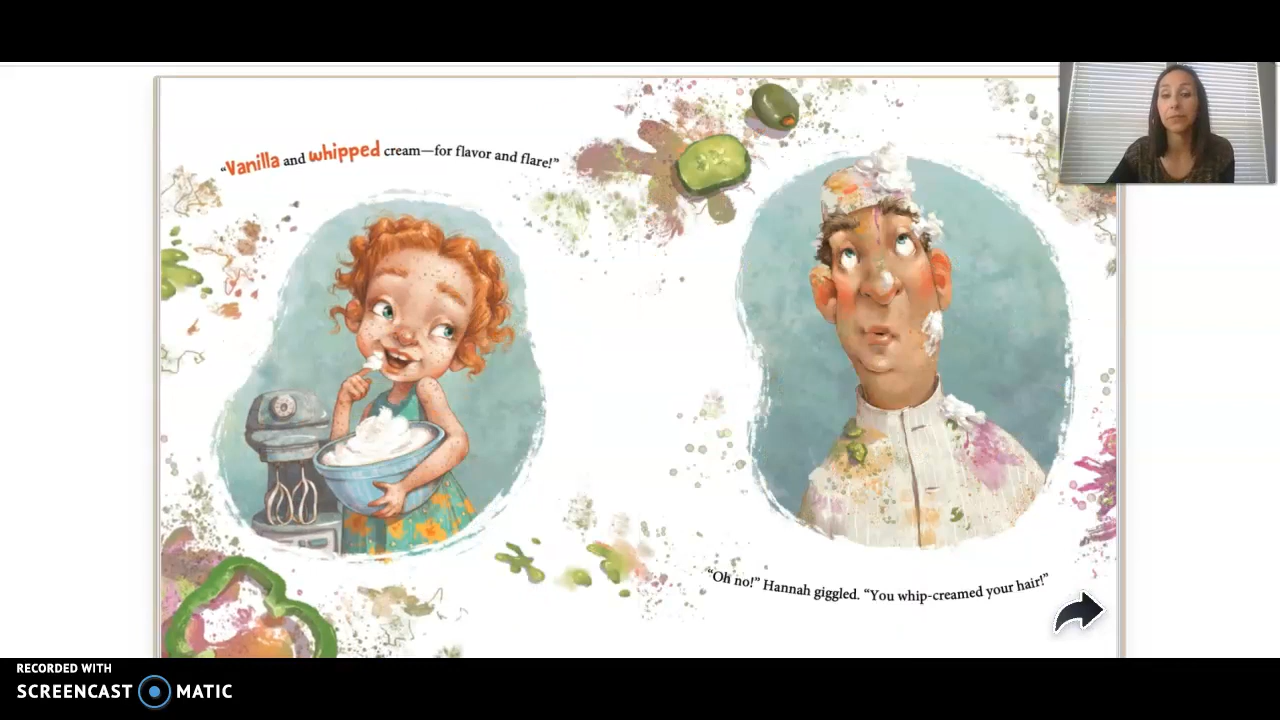 “Vanilla and whipped cream—for flavor and flare!”
“Oh no!” Hannah giggled. “You whip-creamed your hair!”
RECORDED WITH
SCREENCAST MATIC